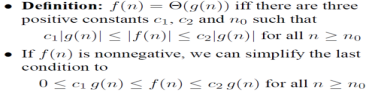 • Definition: f(n) = Θ(g(n)) iff there are three
positive constants c₁, c₂ and n₀ such that
c₁|g(n)| ≤ |f(n)| ≤ c₂|g(n)| for all n ≥ n₀
• If f(n) is nonnegative, we can simplify the last
condition to
0 ≤ c₁ g(n) ≤ f(n) ≤ c₂ g(n) for all n ≥ n₀